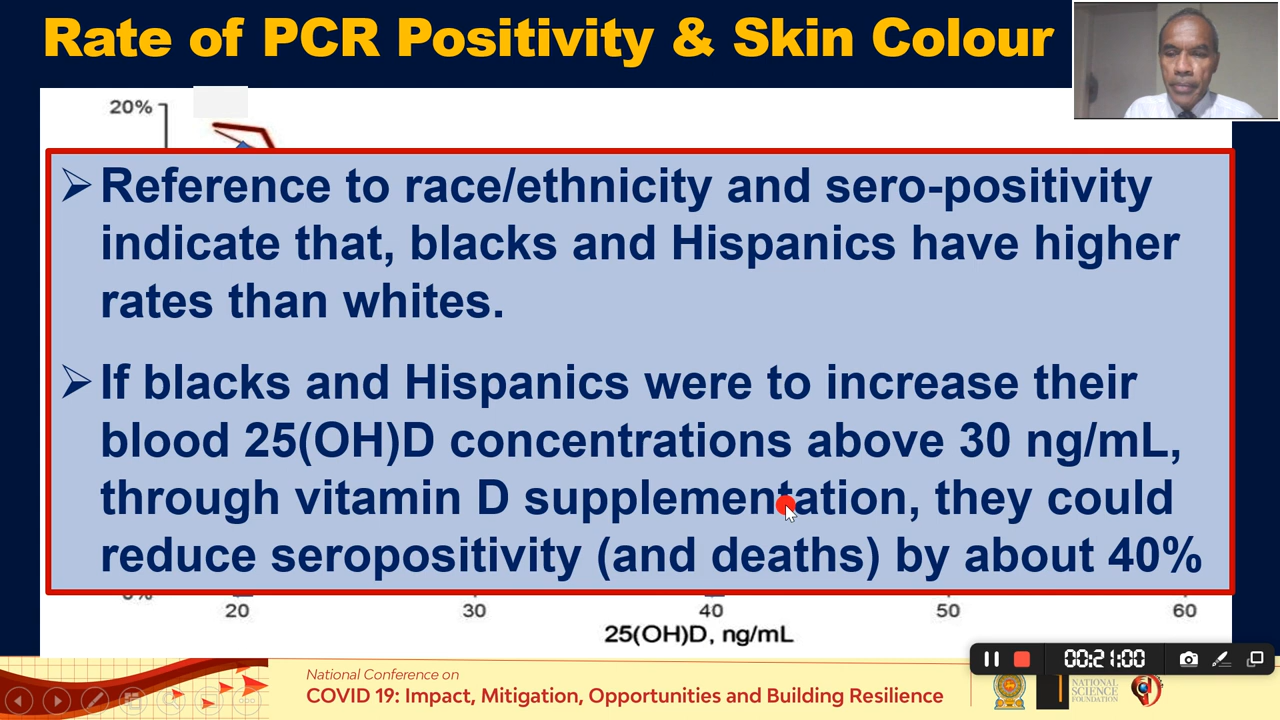 Rate of PCR Positivity & Skin Colour
20%
➢ Reference to race/ethnicity and sero-positivity
indicate that, blacks and Hispanics have higher
rates than whites.
➢ If blacks and Hispanics were to increase their
blood 25(OH)D concentrations above 30 ng/mL,
through vitamin D supplementation, they could
reduce seropositivity (and deaths) by about 40%
20 30 40 50 60
25(OH)D, ng/mL
00:21:00
National Conference on
COVID 19: Impact, Mitigation, Opportunities and Building Resilience
NATIONAL
SCIENCE
FOUNDATION